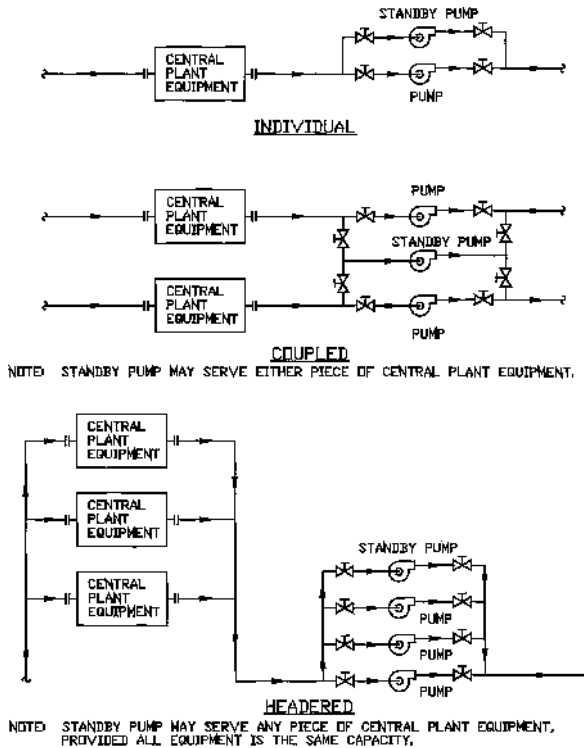 STANDBY PUMP
CENTRAL
PLANT
EQUIPMENT
PUMP
INDIVIDUAL
CENTRAL
PLANT
EQUIPMENT
PUMP
STANDBY PUMP
CENTRAL
PLANT
EQUIPMENT
PUMP
COUPLED
NOTE: STANDBY PUMP MAY SERVE EITHER PIECE OF CENTRAL PLANT EQUIPMENT.
CENTRAL
PLANT
EQUIPMENT
CENTRAL
PLANT
EQUIPMENT
STANDBY PUMP
CENTRAL
PLANT
EQUIPMENT
PUMP
PUMP
PUMP
HEADERED
NOTE: STANDBY PUMP MAY SERVE ANY PIECE OF CENTRAL PLANT EQUIPMENT,
PROVIDED ALL EQUIPMENT IS THE SAME CAPACITY.